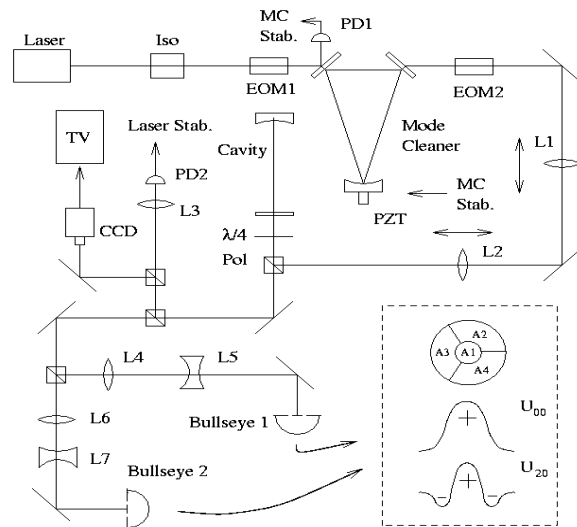 MC
Stab.
PD1
Laser
Iso
EOM1
EOM2
TV
Laser Stab.
Cavity
Mode
Cleaner
L1
PD2
L3
MC
Stab.
PZT
CCD
λ/4
Pol
L2
L4
L5
A2
A3
A1
A4
L6
Bullseye 1
U00
L7
Bullseye 2
U20